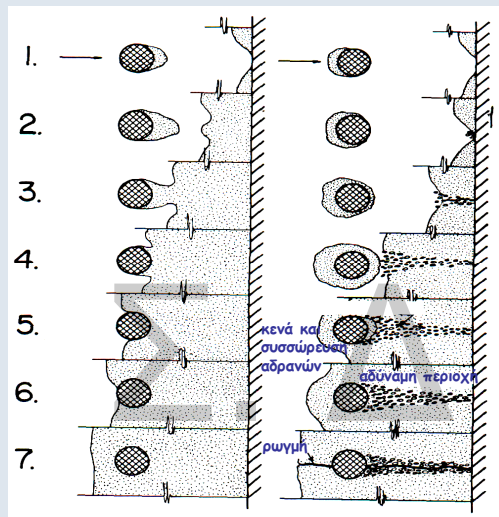 1.
2.
3.
4.
5.
6.
7.
κενά και
συσσώρευση
αδρανών
αδύναμη περιοχή
ρωγμή
Σ. Δ